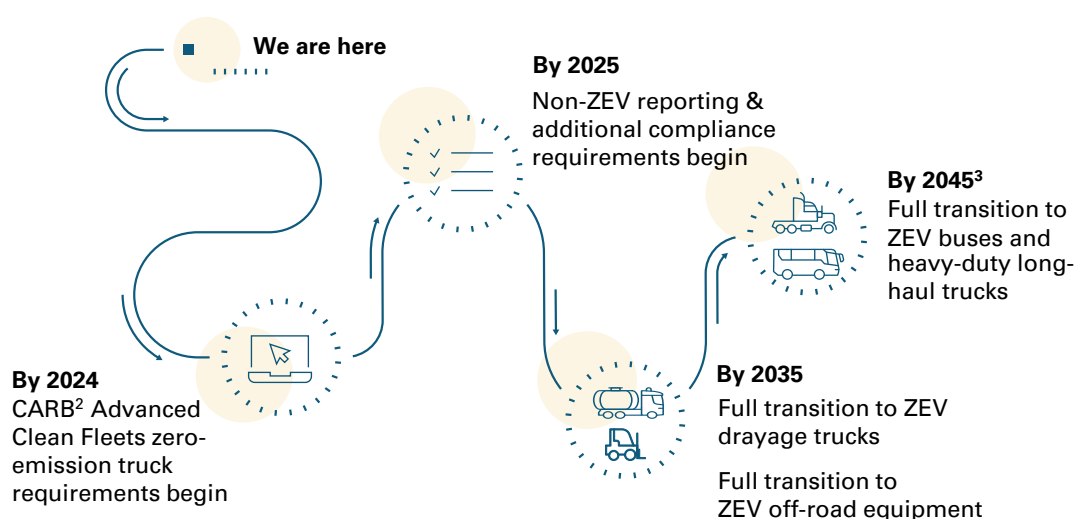 We are here
By 2024
CARB² Advanced
Clean Fleets zero-
emission truck
requirements begin
By 2025
Non-ZEV reporting &
additional compliance
requirements begin
By 2035
Full transition to ZEV
drayage trucks
Full transition to
ZEV off-road equipment
By 2045³
Full transition to
ZEV buses and
heavy-duty long-
haul trucks